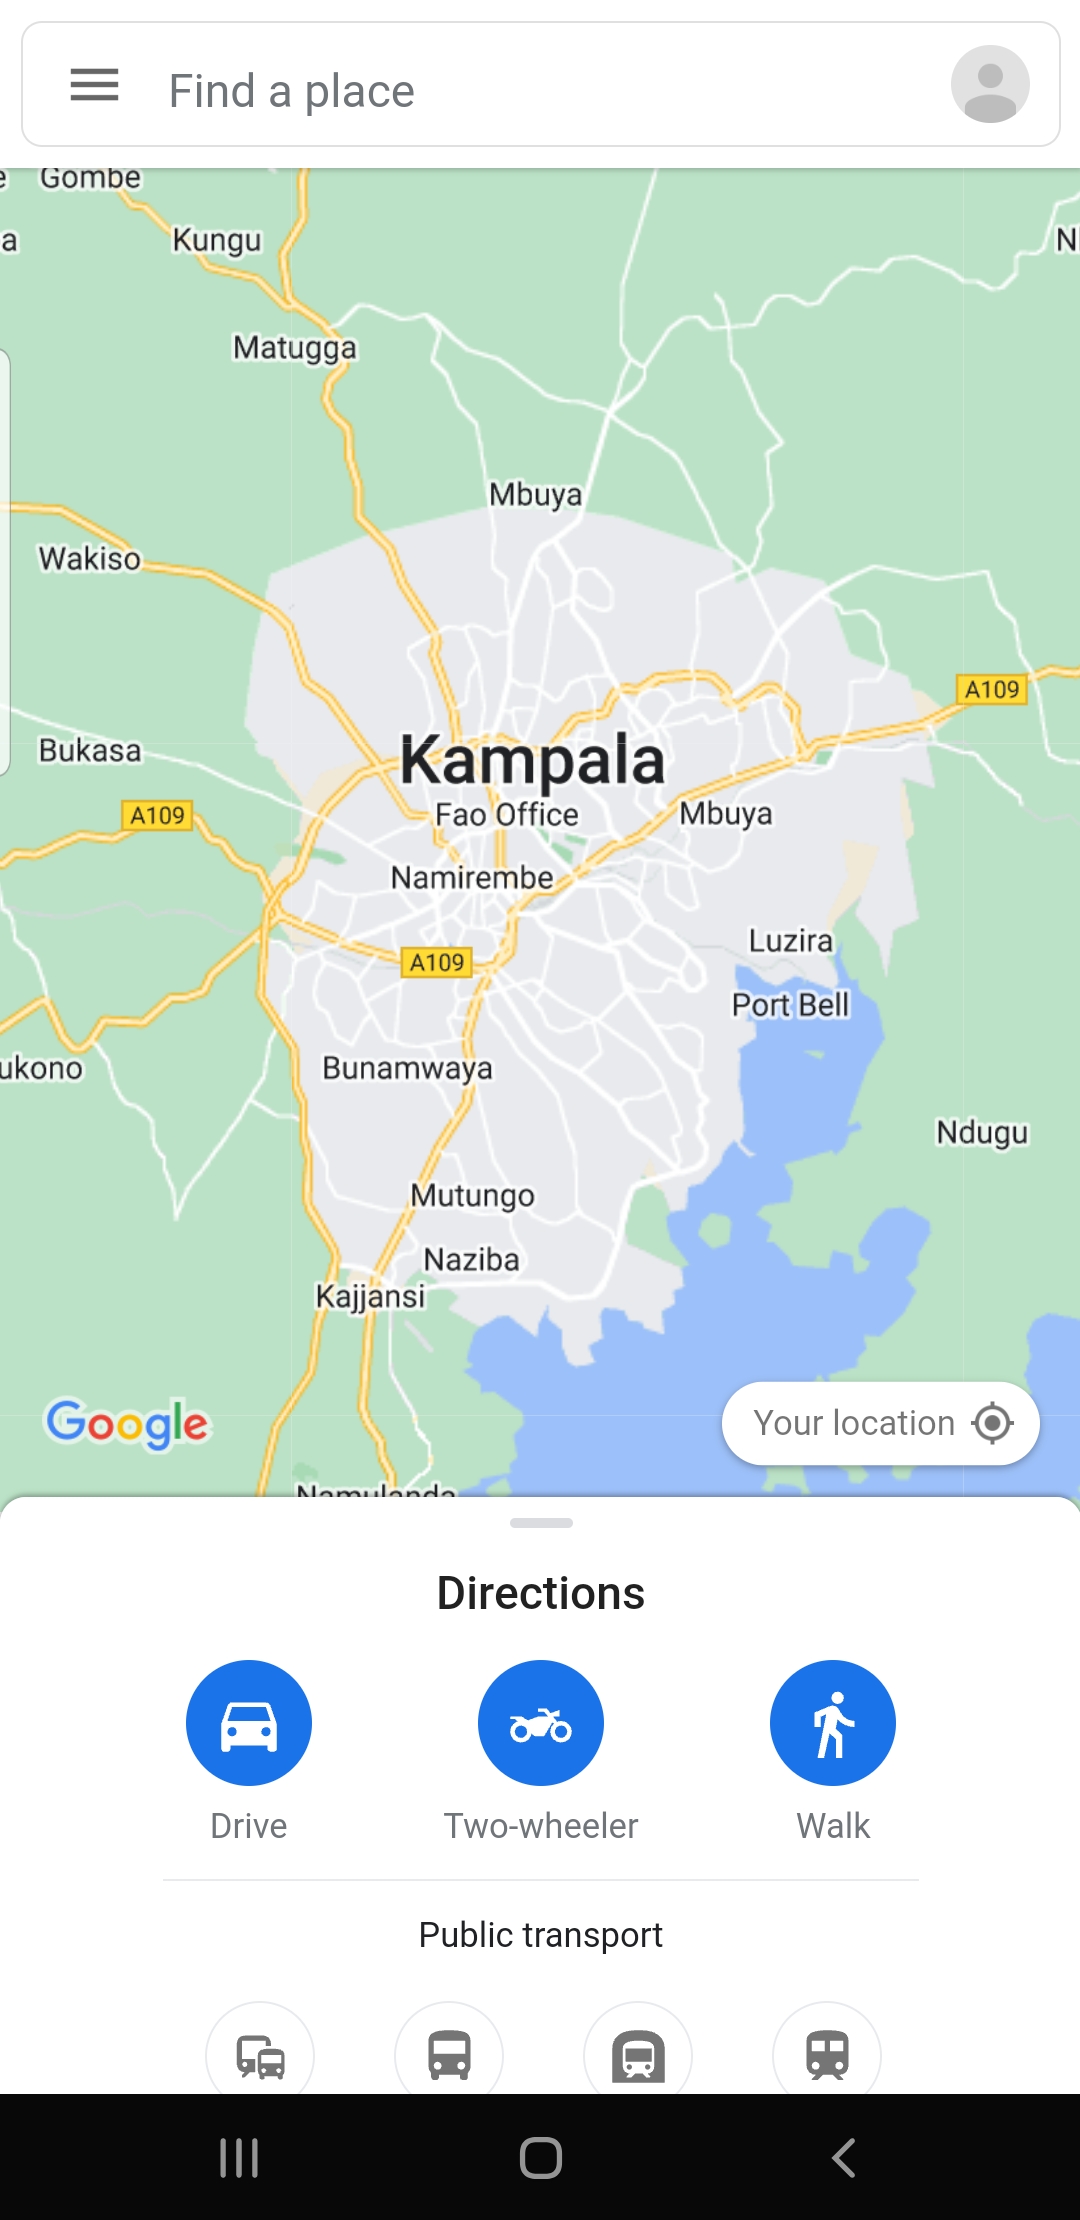 Find a place
Gombe
Kungu
Matugga
Mbuya
Wakiso
A109
Kampala
Bukasa
Fao Office
Mbuya
A109
Namirembe
Luzira
A109
Port Bell
Bunamwaya
Ndugu
Mutungo
Naziba
Kajjansi
Google
Your location
Namulanda
Directions
Drive Two-wheeler Walk
Public transport